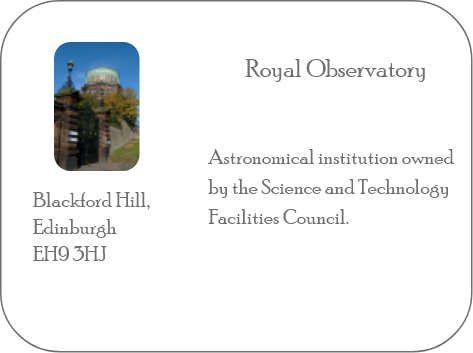 Royal Observatory
Astronomical institution owned
by the Science and Technology
Facilities Council.
Blackford Hill,
Edinburgh
EH9 3HJ